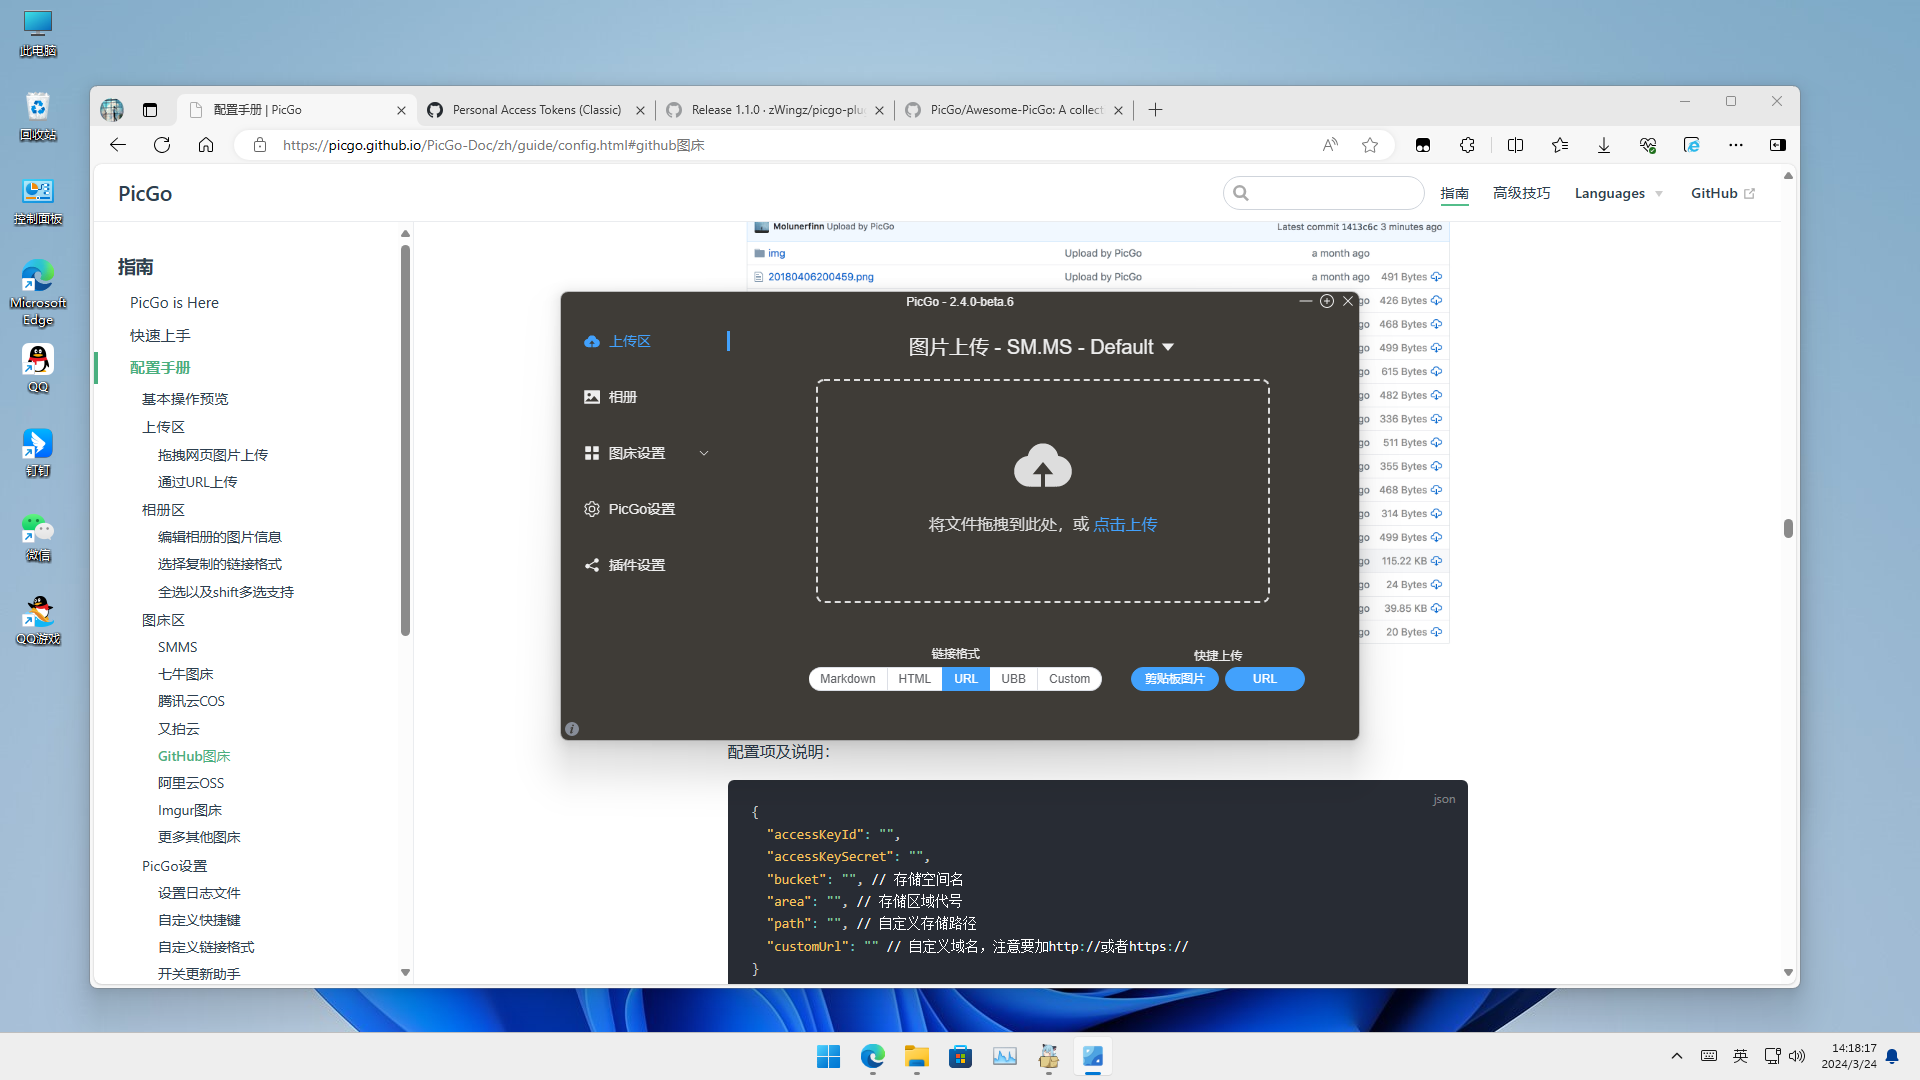 此电脑
回收站
控制面板
Microsoft
Edge
QQ
钉钉
微信
QQ游戏
配置手册 | PicGo
Personal Access Tokens (Classic)
Release 1.1.0 · zWingz/picgo-plu
PicGo/Awesome-PicGo: A collect
https://picgo.github.io/PicGo-Doc/zh/guide/config.html#github图床
PicGo
指南
高级技巧
Languages
GitHub
指南
PicGo is Here
快速上手
配置手册
基本操作预览
上传区
拖拽网页图片上传
通过URL上传
相册区
编辑相册的图片信息
选择复制的链接格式
全选以及shift多选支持
图床区
SMMS
七牛图床
腾讯云COS
又拍云
GitHub图床
阿里云OSS
Imgur图床
更多其他图床
PicGo设置
设置日志文件
自定义快捷键
自定义链接格式
开关更新助手
Molunerfinn Upload by PicGo
Latest commit 1413c6c 3 minutes ago
img Upload by PicGo a month ago
20180406200459.png Upload by PicGo a month ago 491 Bytes
go 426 Bytes
go 468 Bytes
go 499 Bytes
go 615 Bytes
go 482 Bytes
go 336 Bytes
go 511 Bytes
go 355 Bytes
go 468 Bytes
go 314 Bytes
go 499 Bytes
go 115.22 KB
go 24 Bytes
go 39.85 KB
go 20 Bytes
PicGo - 2.4.0-beta.6
上传区
相册
图床设置
PicGo设置
插件设置
图片上传 - SM.MS - Default
将文件拖拽到此处，或 点击上传
链接格式
Markdown
HTML
URL
UBB
Custom
快捷上传
剪贴板图片
URL
配置项及说明：
json
{
"accessKeyId": "",
"accessKeySecret": "",
"bucket": "", // 存储空间名
"area": "", // 存储区域代号
"path": "", // 自定义存储路径
"customUrl": "" // 自定义域名，注意要加http://或者https://
}
英
14:18:17
2024/3/24